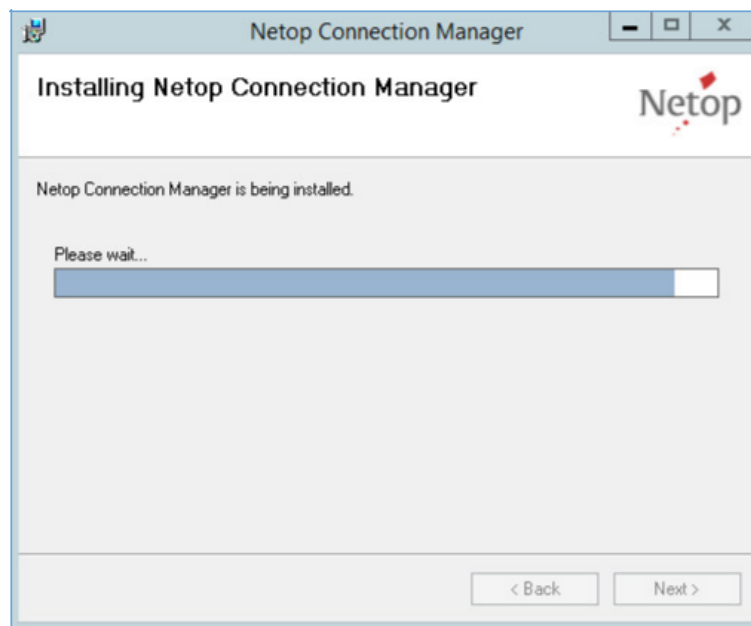 Netop Connection Manager
Installing Netop Connection Manager
Netop
Netop Connection Manager is being installed.
Please wait...
< Back
Next >